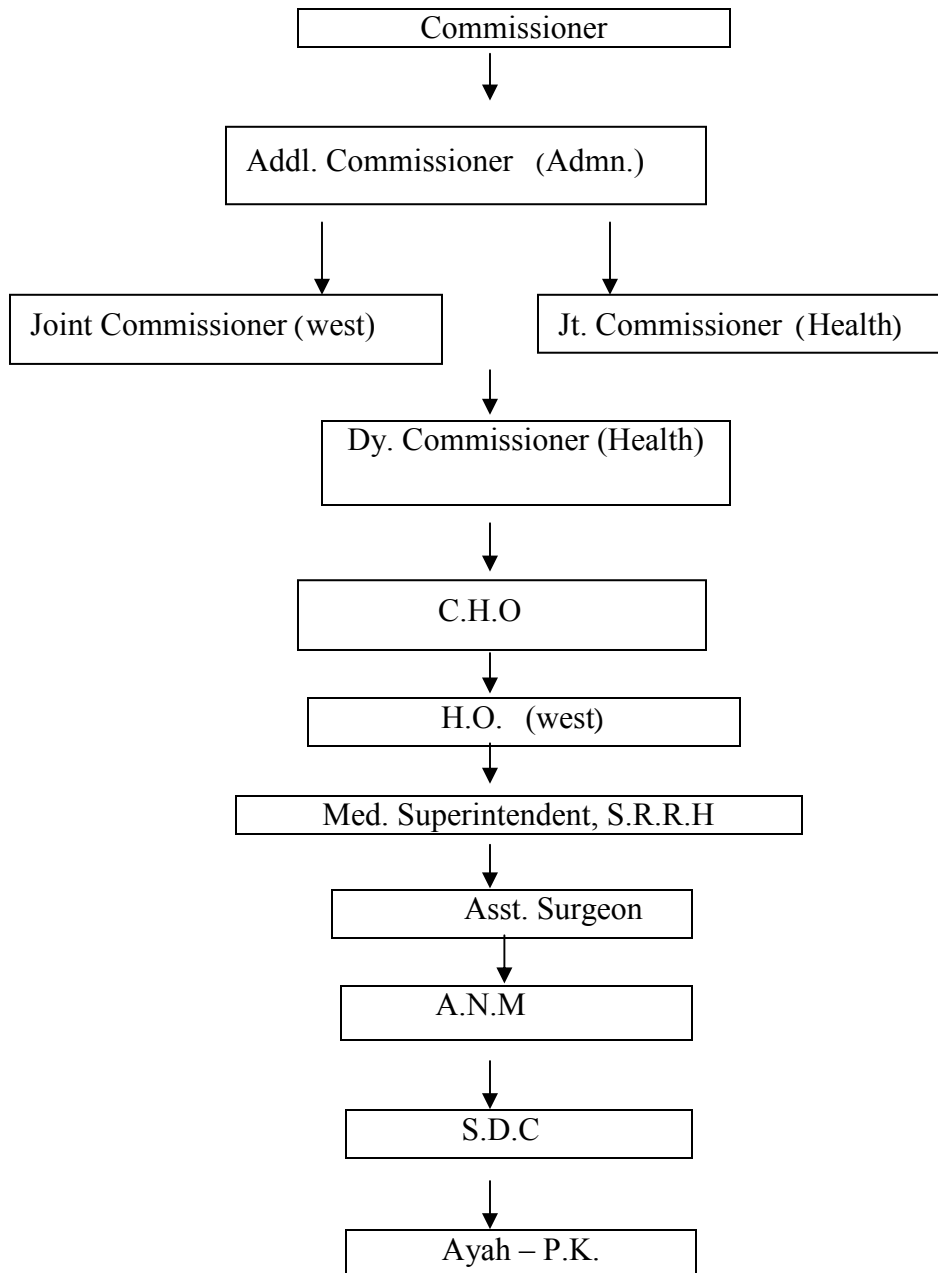 Commissioner
Addl. Commissioner (Admn.)
Joint Commissioner (west)
Jt. Commissioner (Health)
Dy. Commissioner (Health)
C.H.O
H.O. (west)
Med. Superintendent, S.R.R.H
Asst. Surgeon
A.N.M
S.D.C
Ayah – P.K.